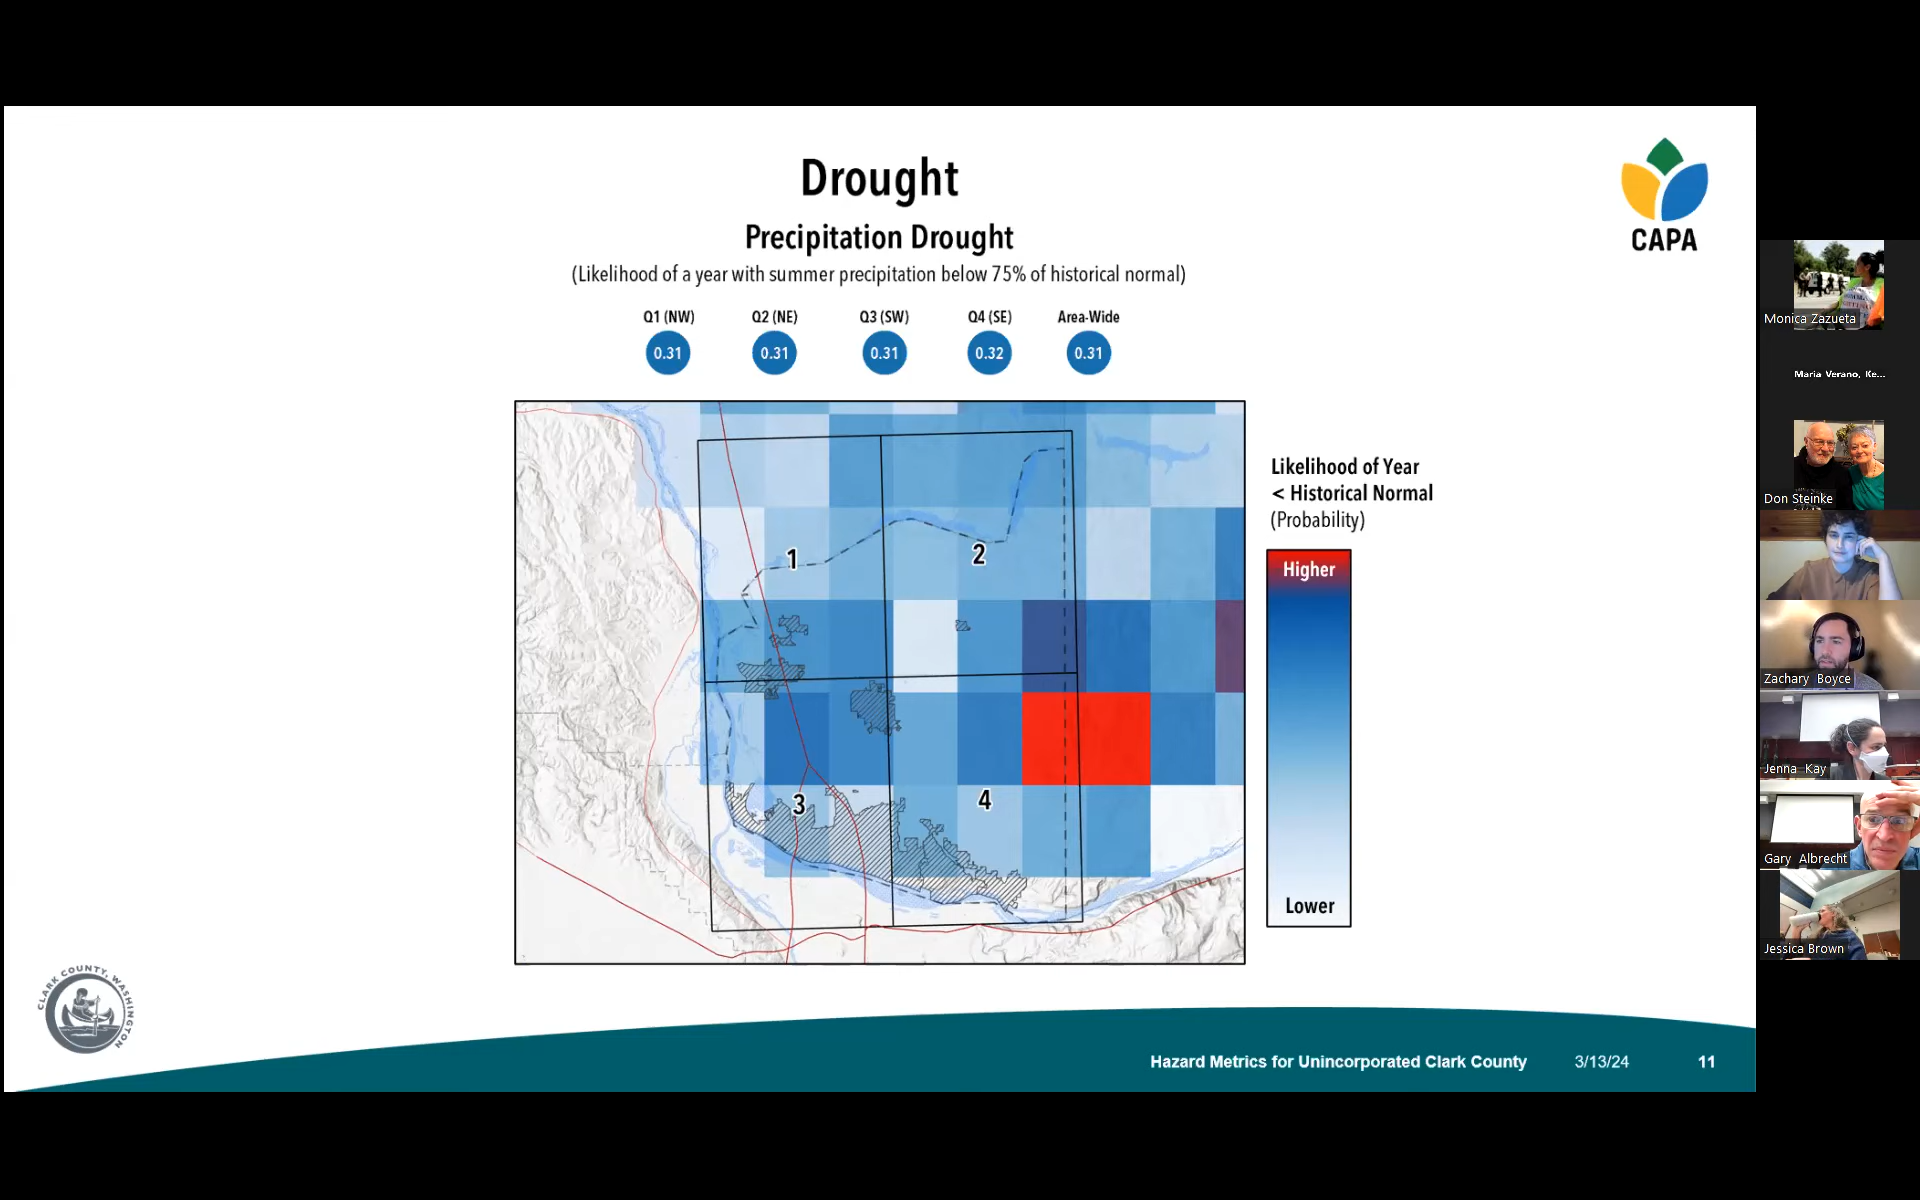 Drought
Precipitation Drought
(Likelihood of a year with summer precipitation below 75% of historical normal)
Q1 (NW) Q2 (NE) Q3 (SW) Q4 (SE) Area-Wide
0.31 0.31 0.31 0.32 0.31
CAPA
1
2
3
4
Likelihood of Year
< Historical Normal
(Probability)
Higher
Lower
CLARK COUNTY, WASHINGTON
Hazard Metrics for Unincorporated Clark County 3/13/24 11
Monica Zazueta
Maria Verano, Ke...
Don Steinke
Zachary Boyce
Jenna Kay
Gary Albrecht
Jessica Brown